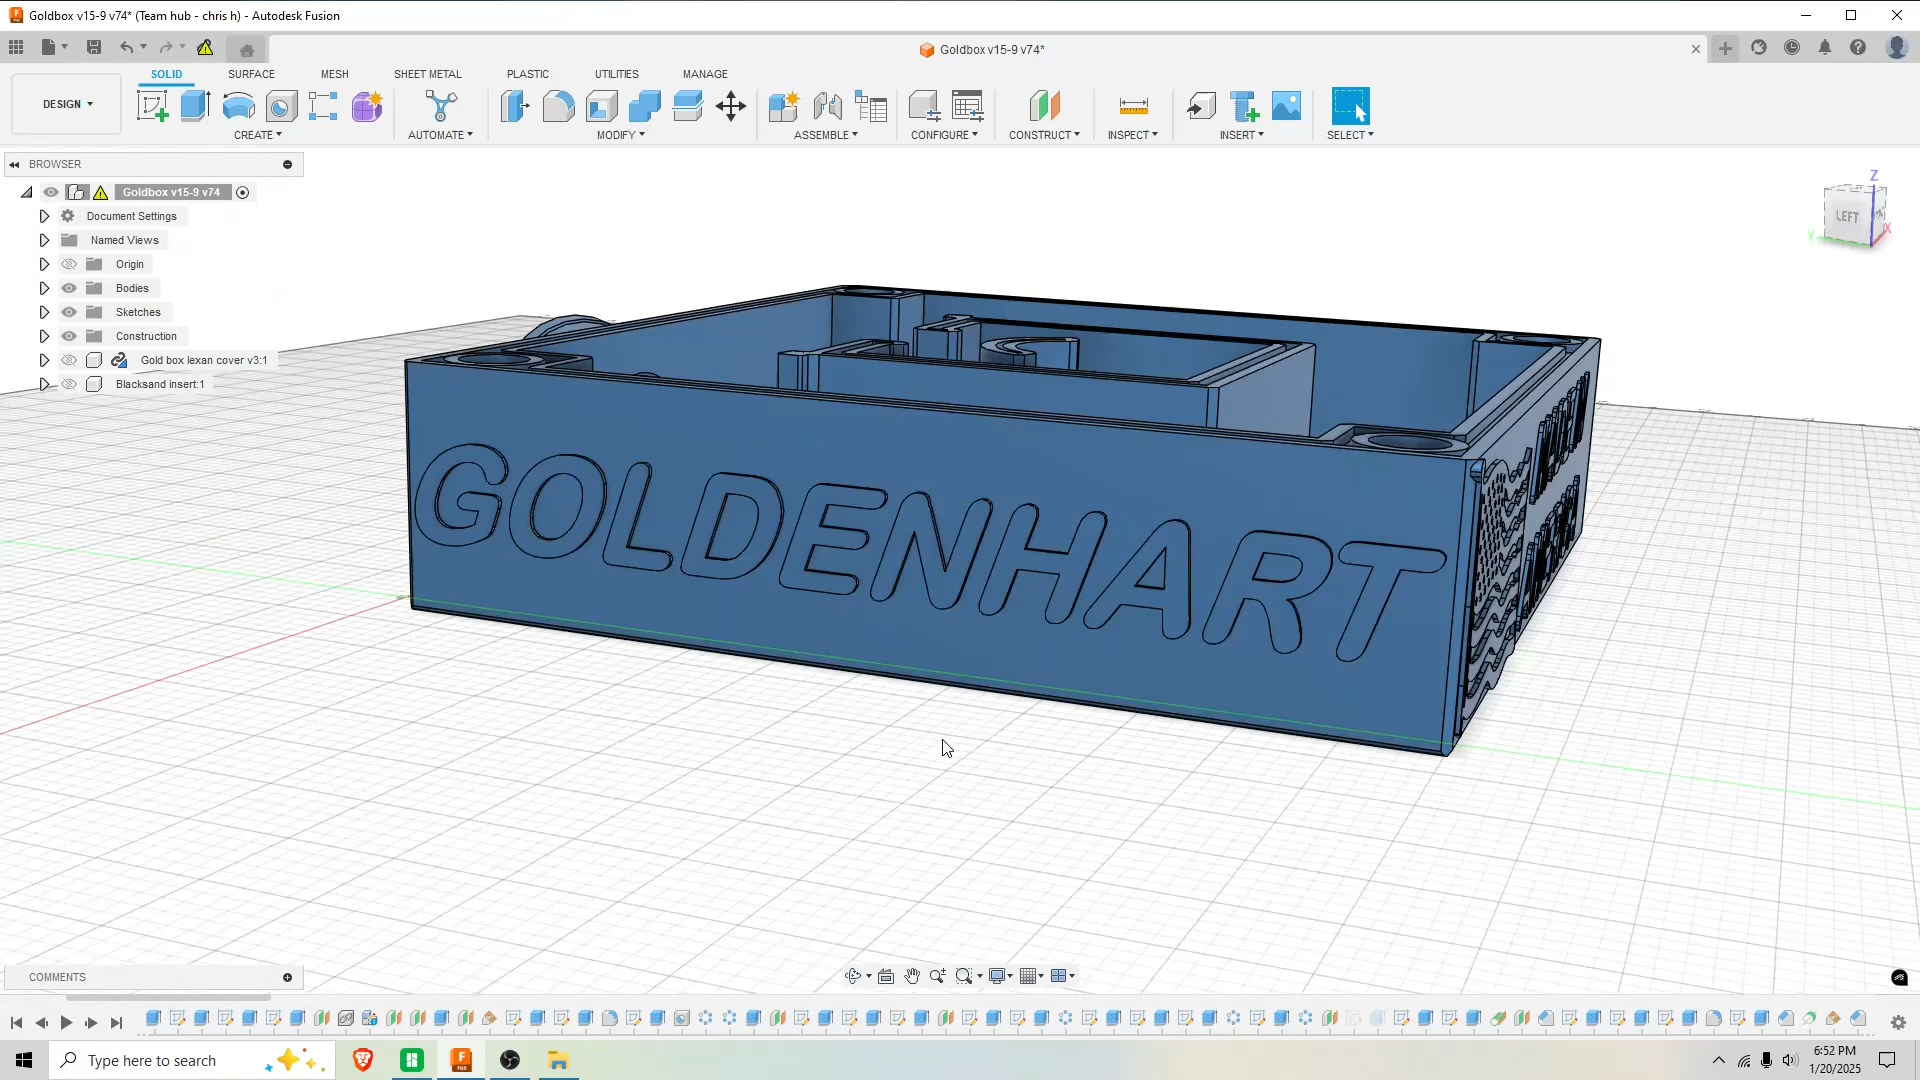 Goldbox v15-9 v74* (Team hub - chris h) - Autodesk Fusion
Goldbox v15-9 v74*
SOLID SURFACE MESH SHEET METAL PLASTIC UTILITIES MANAGE
DESIGN
CREATE AUTOMATE MODIFY ASSEMBLE CONFIGURE CONSTRUCT INSPECT INSERT SELECT
BROWSER
Goldbox v15-9 v74
Document Settings
Named Views
Origin
Bodies
Sketches
Construction
Gold box lexan cover v3:1
Blacksand insert:1
Z
LEFT
Y
X
GOLDENHART
COMMENTS
Type here to search
F
FUS
6:52 PM
1/20/2025